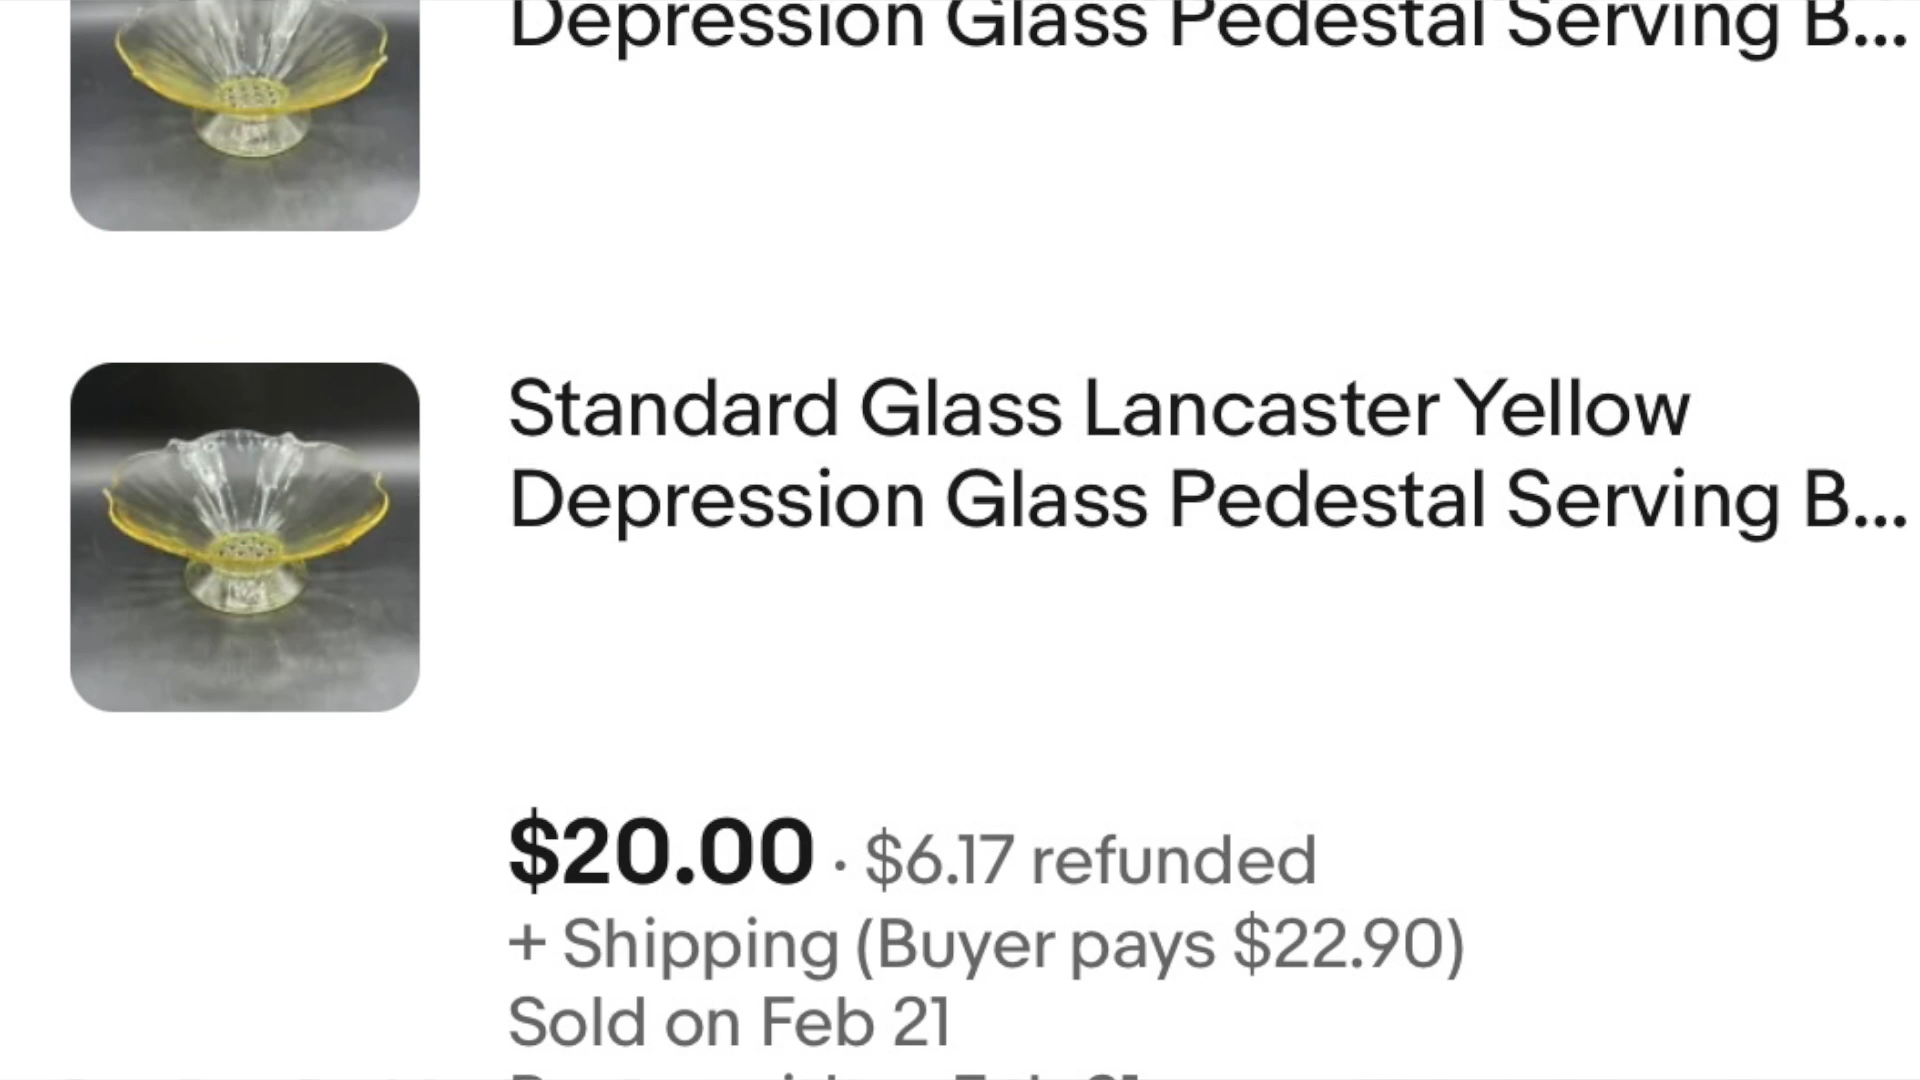 Depression Glass Pedestal Serving B...
Standard Glass Lancaster Yellow
Depression Glass Pedestal Serving B...
$20.00 · $6.17 refunded
+ Shipping (Buyer pays $22.90)
Sold on Feb 21